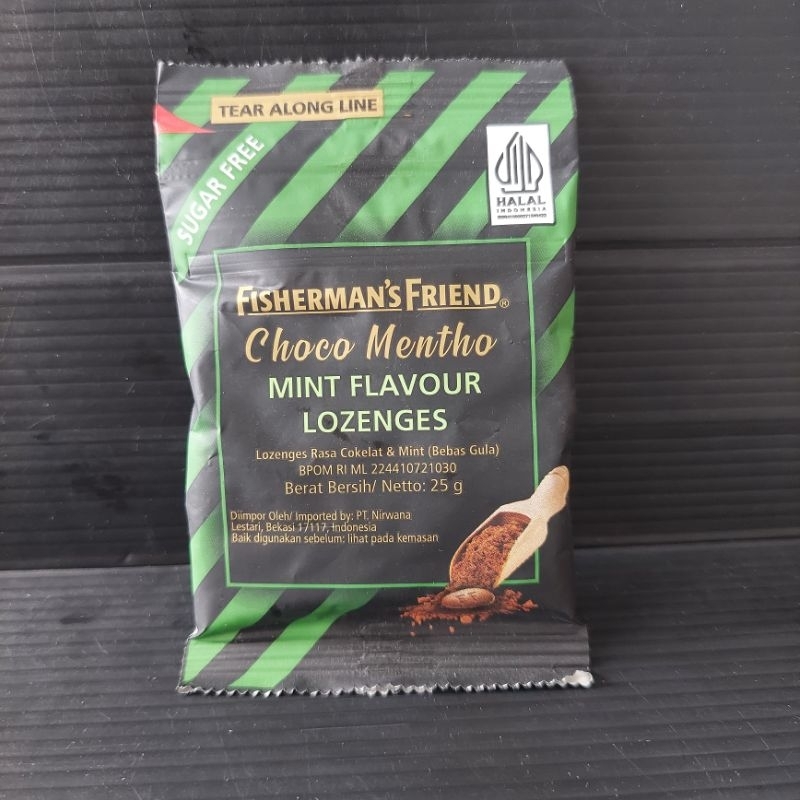 TEAR ALONG LINE
SUGAR FREE
HALAL
INDONESIA
FISHERMAN'S FRIEND®
Choco Mentho
MINT FLAVOUR
LOZENGES
Lozenges Rasa Cokelat & Mint (Bebas Gula)
BPOM RI ML 224410721030
Berat Bersih/ Netto: 25 g
Diimpor Oleh/ Imported by: PT. Nirwana
Lestari, Bekasi 17117, Indonesia
Baik digunakan sebelum: lihat pada kemasan